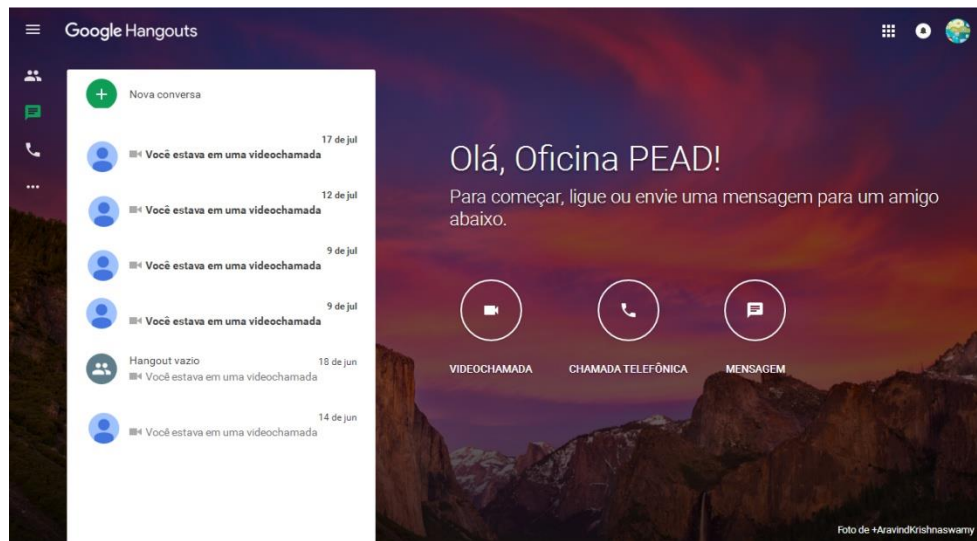 Google Hangouts
Nova conversa
17 de jul
Você estava em uma videochamada
12 de jul
Você estava em uma videochamada
9 de jul
Você estava em uma videochamada
9 de jul
Você estava em uma videochamada
Hangout vazio
18 de jun
Você estava em uma videochamada
14 de jun
Você estava em uma videochamada
Olá, Oficina PEAD!
Para começar, ligue ou envie uma mensagem para um amigo
abaixo.
VIDEOCHAMADA
CHAMADA TELEFÔNICA
MENSAGEM
Foto de +AravindKrishnaswamy